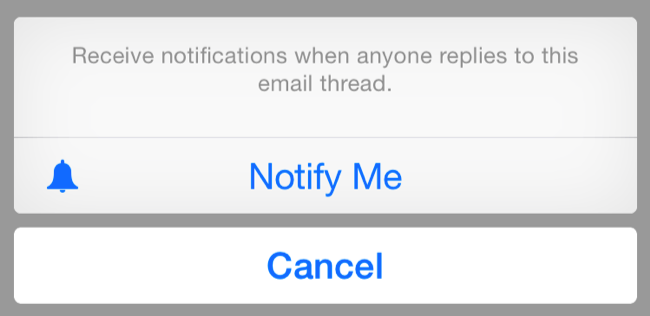 Receive notifications when anyone replies to this
email thread.
Notify Me
Cancel